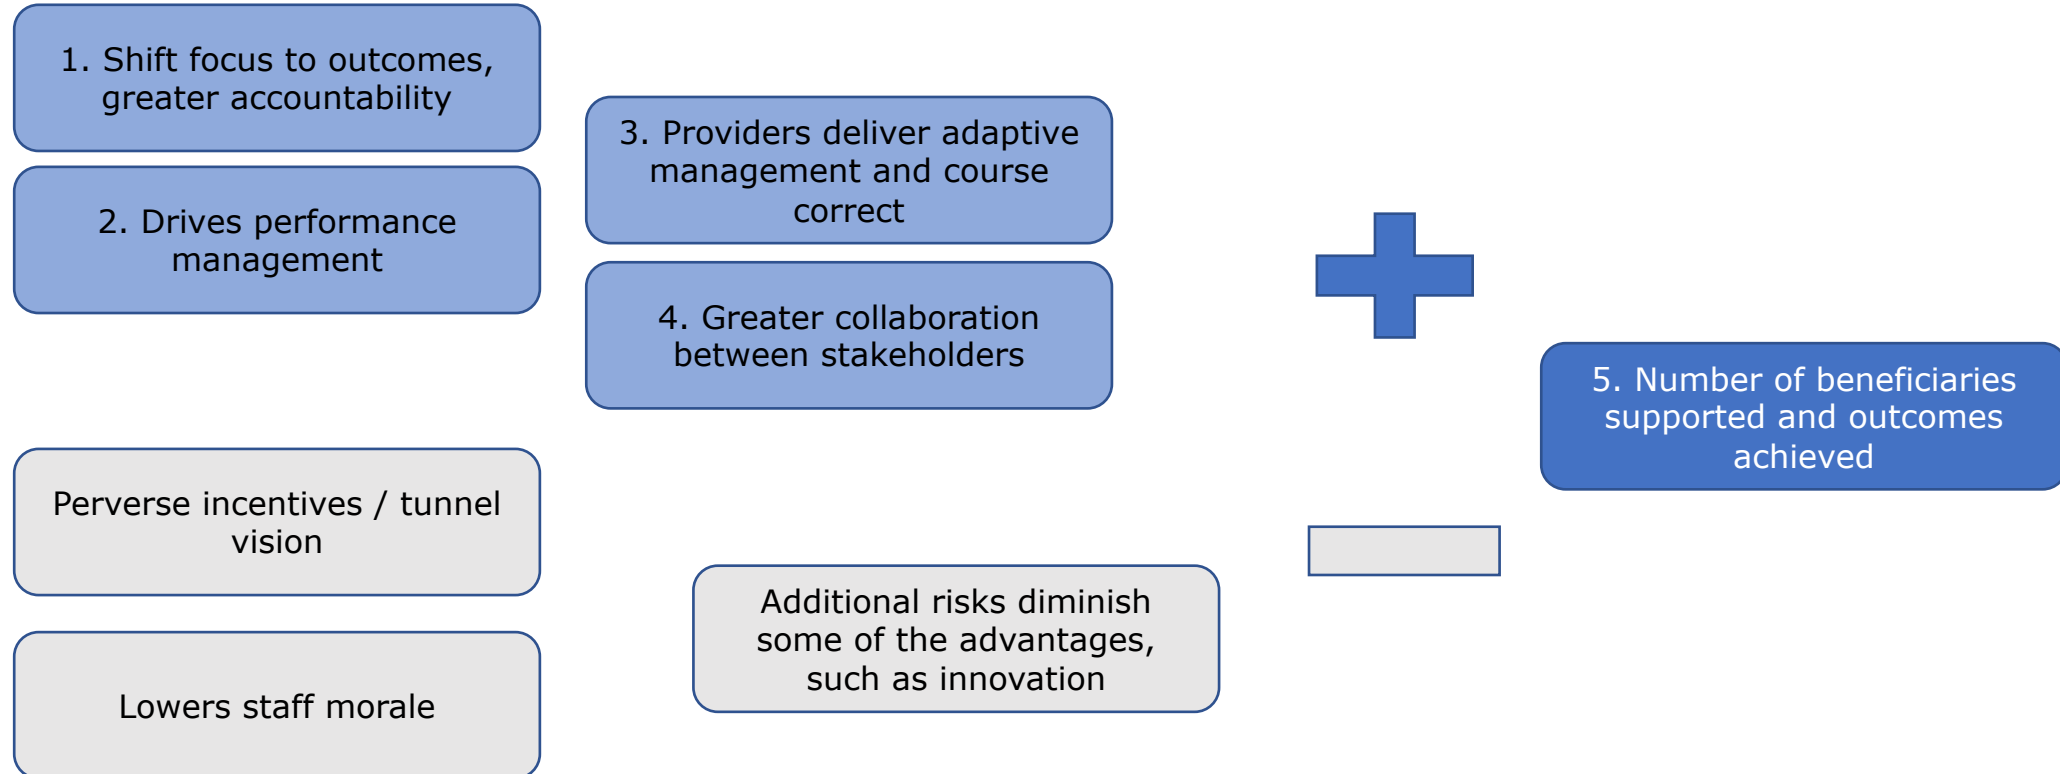 1. Shift focus to outcomes,
greater accountability
2. Drives performance
management
3. Providers deliver adaptive
management and course
correct
4. Greater collaboration
between stakeholders
5. Number of beneficiaries
supported and outcomes
achieved
Perverse incentives / tunnel
vision
Lowers staff morale
Additional risks diminish
some of the advantages,
such as innovation